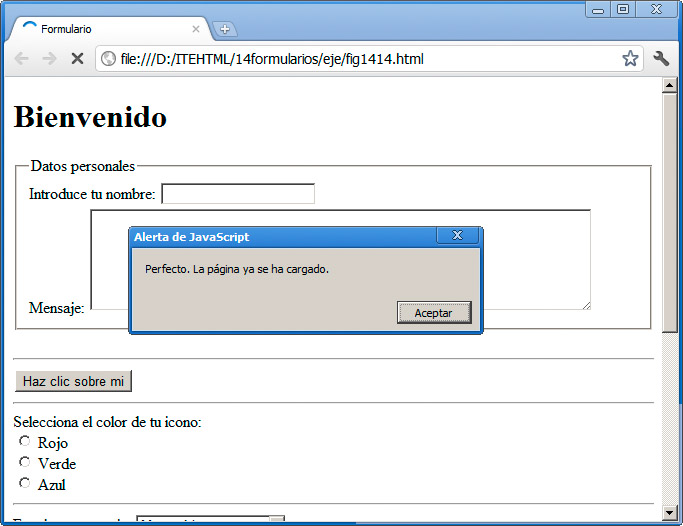 Formulario
file:///D:/ITEHTML/14formularios/eje/fig1414.html
Bienvenido
Datos personales
Introduce tu nombre:
Alerta de JavaScript
Perfecto. La página ya se ha cargado.
Aceptar
Mensaje:
Haz clic sobre mi
Selecciona el color de tu icono:
Rojo
Verde
Azul